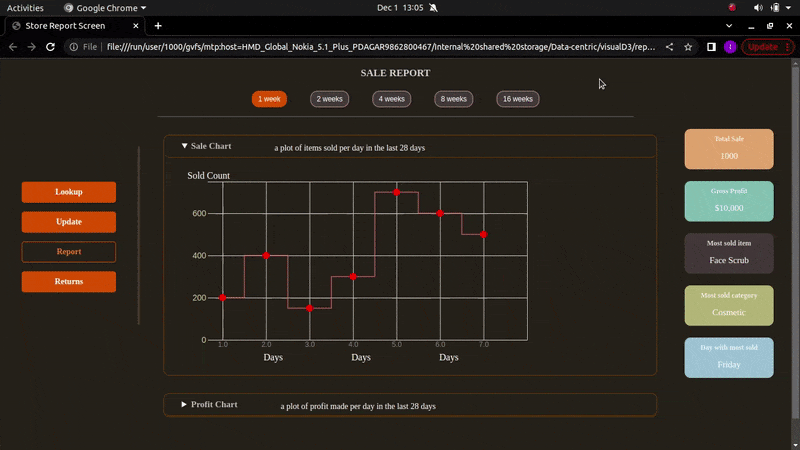 Activities
Google Chrome
Dec 1 13:05
Store Report Screen
File
file:///run/user/1000/gvfs/mtp:host=HMD_Global_Nokia_5.1_Plus_PDAGAR9862800467/Internal%20shared%20storage/Data-centric/visualD3/rep...
Update
SALE REPORT
1 week
2 weeks
4 weeks
8 weeks
16 weeks
Lookup
Update
Report
Returns
Sale Chart
a plot of items sold per day in the last 28 days
Sold Count
600
400
200
0
1.0 2.0 3.0 4.0 5.0 6.0 7.0
Days Days Days
Profit Chart
a plot of profit made per day in the last 28 days
Total Sale
1000
Gross Profit
$10,800
Most sold item
Face Scrub
Most sold category
Cosmetic
Day with most sold
Friday